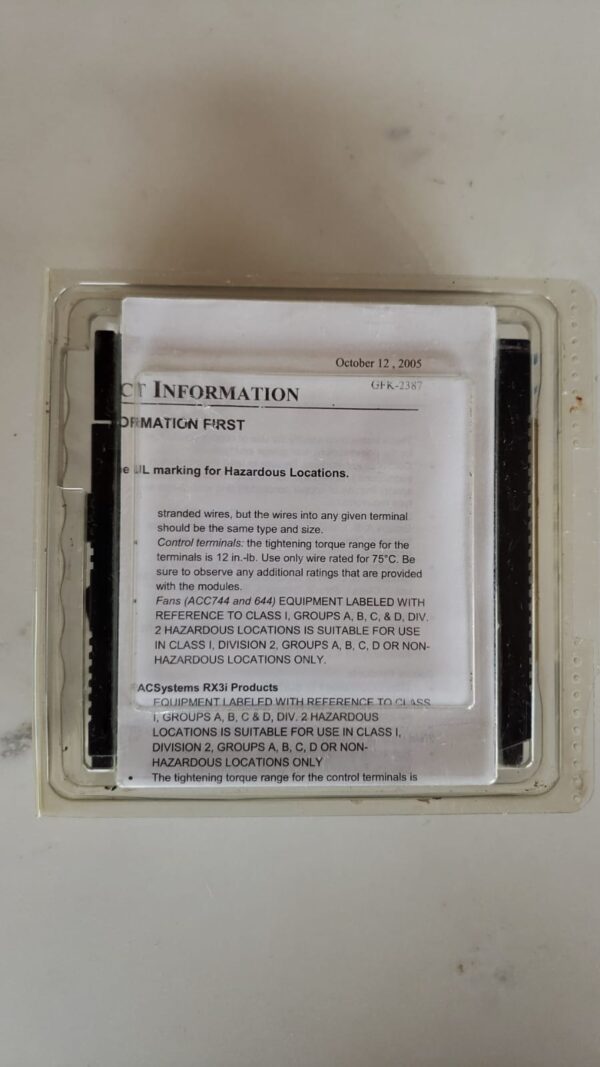 October 12 , 2005
CT INFORMATION
GFK-2387
ORMATION FIRST
e UL marking for Hazardous Locations.
stranded wires, but the wires into any given terminal
should be the same type and size.
Control terminals: the tightening torque range for the
terminals is 12 in.-lb. Use only wire rated for 75°C. Be
sure to observe any additional ratings that are provided
with the modules.
Fans (ACC744 and 644) EQUIPMENT LABELED WITH
REFERENCE TO CLASS I, GROUPS A, B, C, & D, DIV.
2 HAZARDOUS LOCATIONS IS SUITABLE FOR USE
IN CLASS I, DIVISION 2, GROUPS A, B, C, D OR NON-
HAZARDOUS LOCATIONS ONLY.
ACSystems RX3i Products
EQUIPMENT LABELED WITH REFERENCE TO CLASS
I, GROUPS A, B, C & D, DIV. 2 HAZARDOUS
LOCATIONS IS SUITABLE FOR USE IN CLASS I,
DIVISION 2, GROUPS A, B, C, D OR NON-
HAZARDOUS LOCATIONS ONLY
• The tightening torque range for the control terminals is